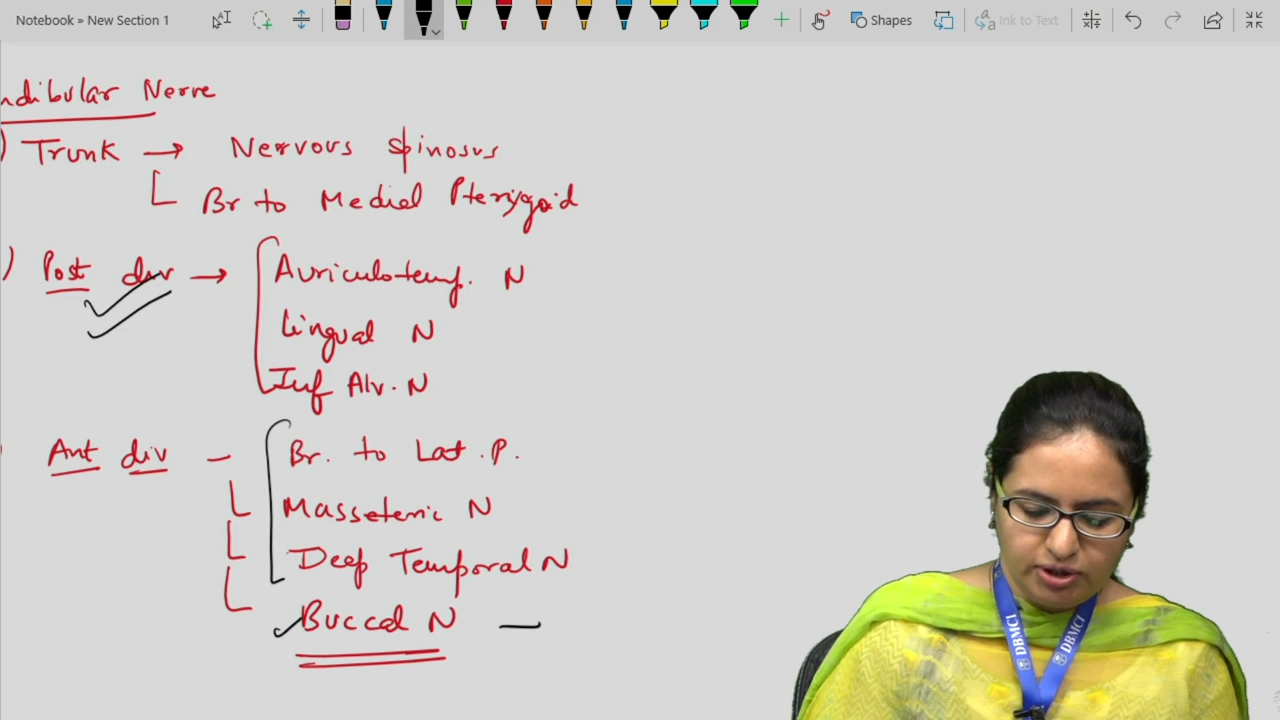 Notebook » New Section 1
Shapes
Ink to Text
ndibular Nerve
) Trunk → Nervous Spinosus
Br to Medial Pterygoid
) Post div → Auriculotemp. N
Lingual N
Inf Alv. N
Ant div - Br. to Lat. P.
Masseteric N
Deep Temporal N
Buccal N -
DBMCI
DBMCI